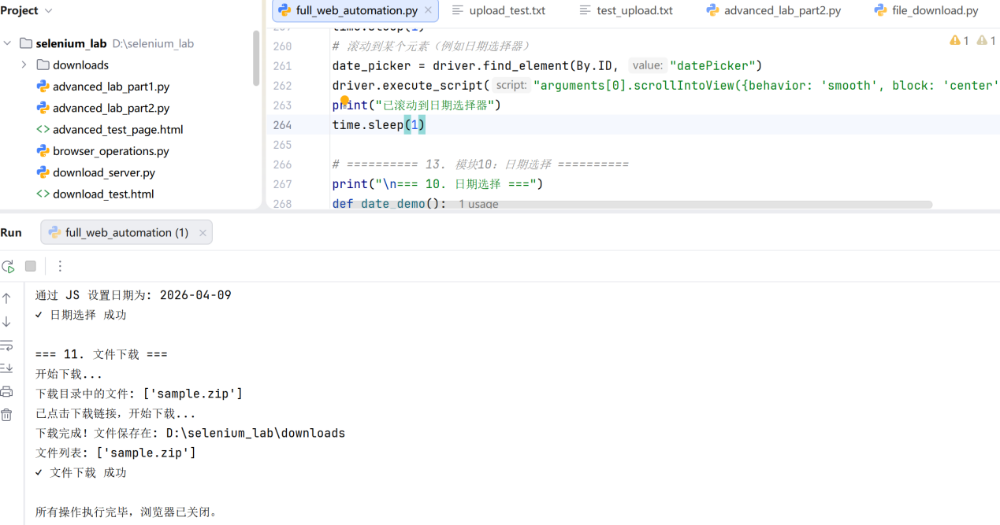 Project
full_web_automation.py
upload_test.txt
test_upload.txt
advanced_lab_part2.py
file_download.py
selenium_lab D:\selenium_lab
downloads
advanced_lab_part1.py
advanced_lab_part2.py
advanced_test_page.html
browser_operations.py
download_server.py
download_test.html
1 1
259 time.sleep(1)
260 # 滚动到某个元素（例如日期选择器）
261 date_picker = driver.find_element(By.ID, value: "datePicker")
262 driver.execute_script( script: "arguments[0].scrollIntoView({behavior: 'smooth', block: 'center'
263 print("已滚动到日期选择器")
264 time.sleep(1)
265
266 # ========== 13. 模块10：日期选择 ==========
267 print("\n=== 10. 日期选择 ===")
268 def date_demo(): 1 usage
Run
full_web_automation (1)
通过 JS 设置日期为: 2026-04-09
✓ 日期选择 成功
=== 11. 文件下载 ===
开始下载...
下载目录中的文件: ['sample.zip']
已点击下载链接，开始下载...
下载完成！文件保存在: D:\selenium_lab\downloads
文件列表: ['sample.zip']
✓ 文件下载 成功
所有操作执行完毕，浏览器已关闭。